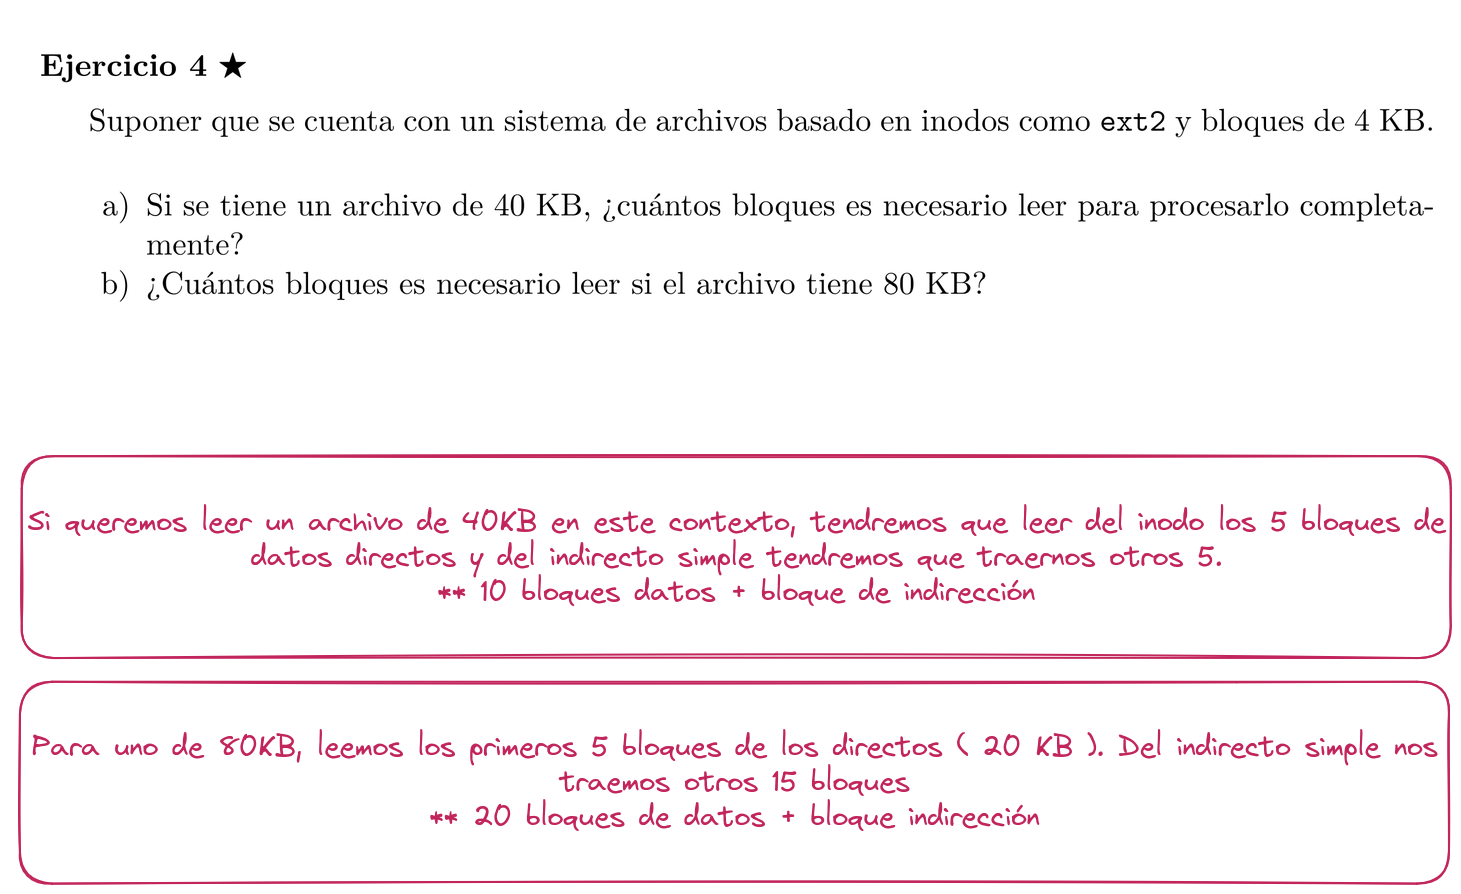 Ejercicio 4 ★
Suponer que se cuenta con un sistema de archivos basado en inodos como ext2 y bloques de 4 KB.
a) Si se tiene un archivo de 40 KB, ¿cuántos bloques es necesario leer para procesarlo completa-
mente?
b) ¿Cuántos bloques es necesario leer si el archivo tiene 80 KB?
Si queremos leer un archivo de 40KB en este contexto, tendremos que leer del inodo los 5 bloques de
datos directos y del indirecto simple tendremos que traernos otros 5.
** 10 bloques datos + bloque de indirección
Para uno de 80KB, leemos los primeros 5 bloques de los directos ( 20 KB ). Del indirecto simple nos
traemos otros 15 bloques
** 20 bloques de datos + bloque indirección